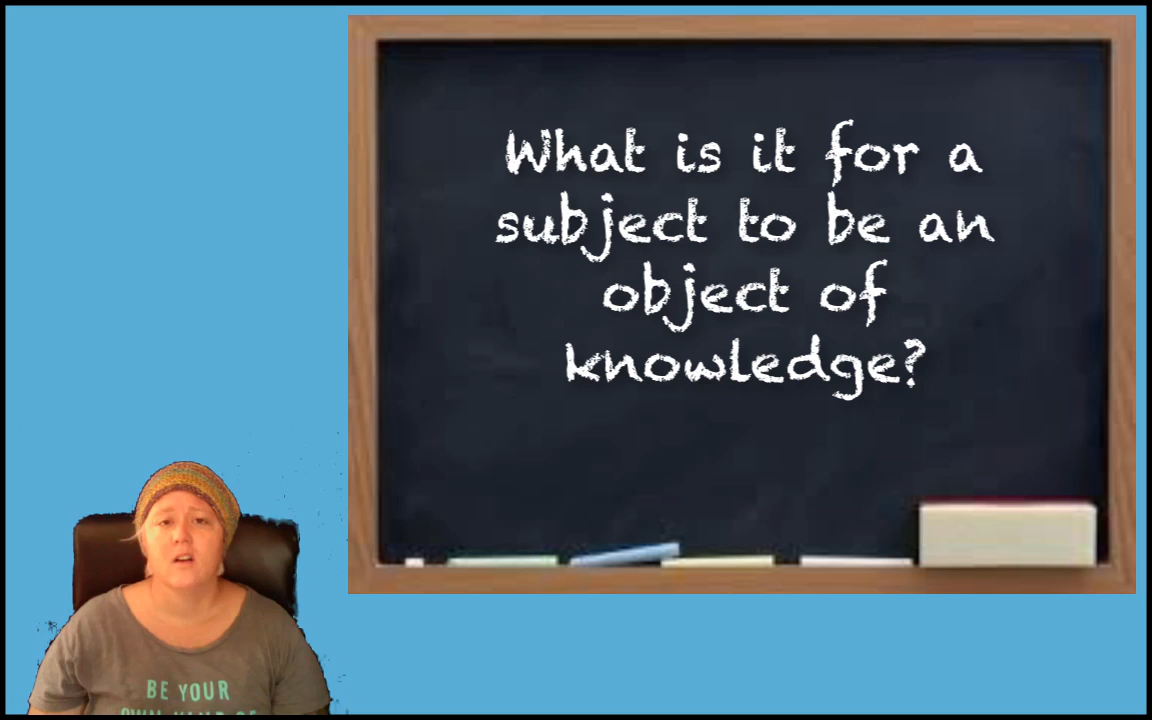 What is it for a
subject to be an
object of
knowledge?
BE YOUR